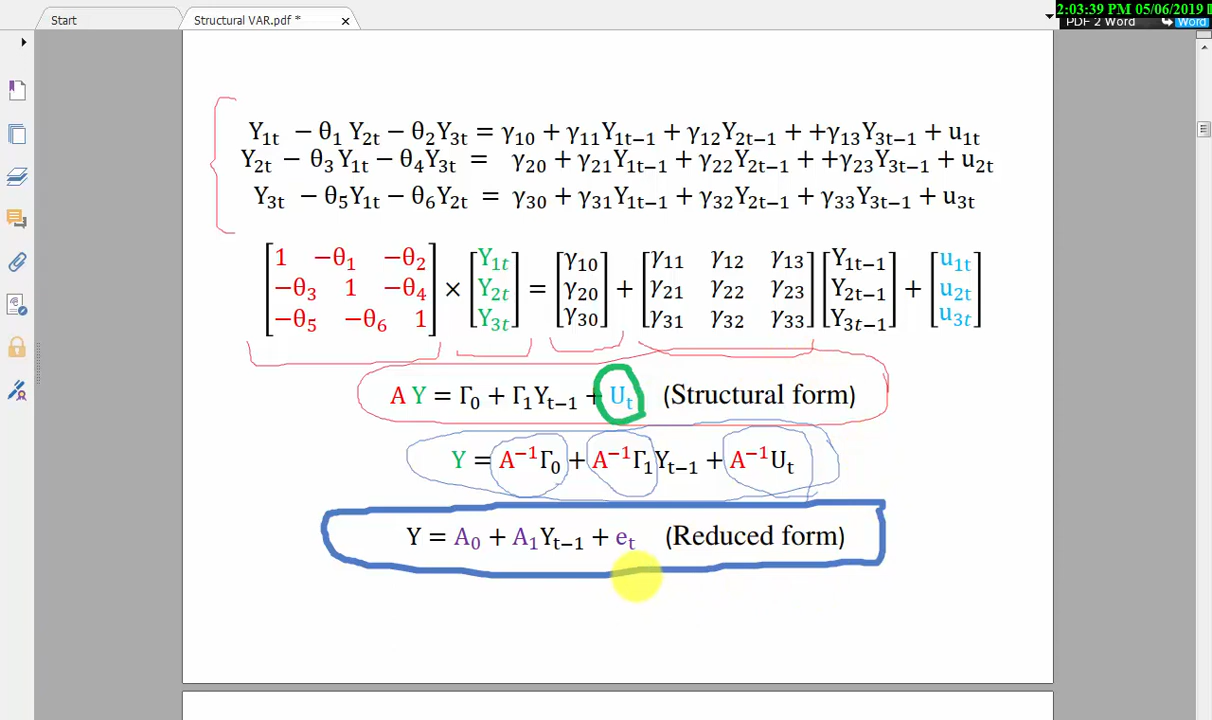 2:03:39 PM 05/06/2019
Start
Structural VAR.pdf *
PDF 2 Word
Word
Y₁ₜ − θ₁ Y₂ₜ − θ₂Y₃ₜ = γ₁₀ + γ₁₁Y₁ₜ₋₁ + γ₁₂Y₂ₜ₋₁ + +γ₁₃Y₃ₜ₋₁ + u₁ₜ
Y₂ₜ − θ₃ Y₁ₜ − θ₄Y₃ₜ = γ₂₀ + γ₂₁Y₁ₜ₋₁ + γ₂₂Y₂ₜ₋₁ + +γ₂₃Y₃ₜ₋₁ + u₂ₜ
Y₃ₜ − θ₅Y₁ₜ − θ₆Y₂ₜ = γ₃₀ + γ₃₁Y₁ₜ₋₁ + γ₃₂Y₂ₜ₋₁ + γ₃₃Y₃ₜ₋₁ + u₃ₜ
[1 −θ₁ −θ₂] [Y₁ₜ] [γ₁₀] [γ₁₁ γ₁₂ γ₁₃] [Y₁ₜ₋₁] [u₁ₜ]
[−θ₃ 1 −θ₄] × [Y₂ₜ] = [γ₂₀] + [γ₂₁ γ₂₂ γ₂₃] [Y₂ₜ₋₁] + [u₂ₜ]
[−θ₅ −θ₆ 1] [Y₃ₜ] [γ₃₀] [γ₃₁ γ₃₂ γ₃₃] [Y₃ₜ₋₁] [u₃ₜ]
A Y = Γ₀ + Γ₁Yₜ₋₁ + Uₜ (Structural form)
Y = A⁻¹Γ₀ + A⁻¹Γ₁Yₜ₋₁ + A⁻¹Uₜ
Y = A₀ + A₁Yₜ₋₁ + eₜ (Reduced form)